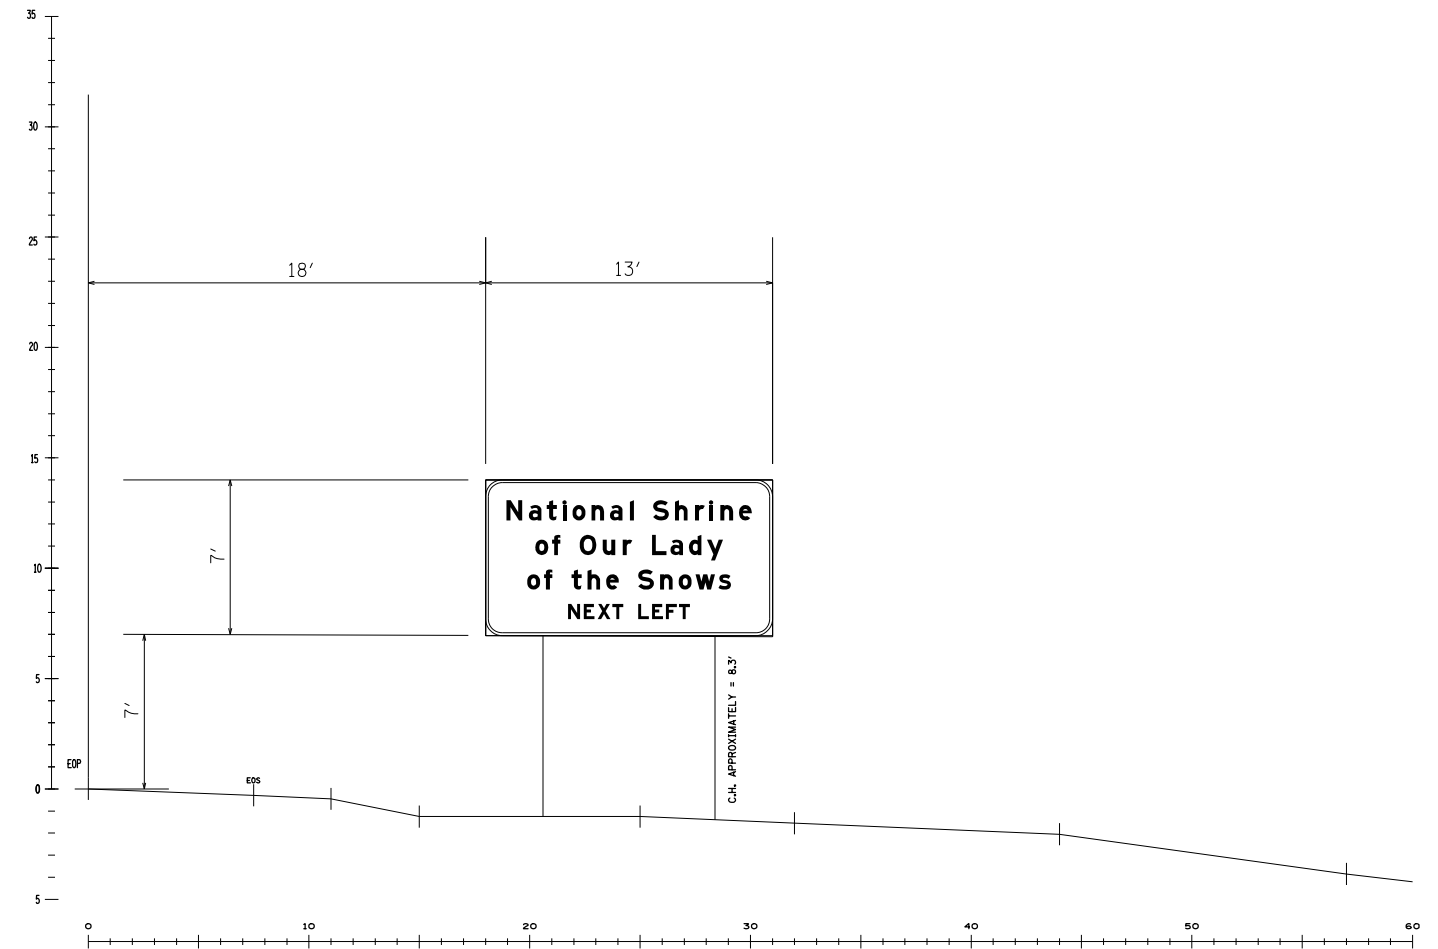 35
30
25
18′
13′
20
15
National Shrine
of Our Lady
of the Snows
NEXT LEFT
7′
10
5
7′
C.H. APPROXIMATELY = 8.3′
EOP
EOS
0
5
0 10 20 30 40 50 60